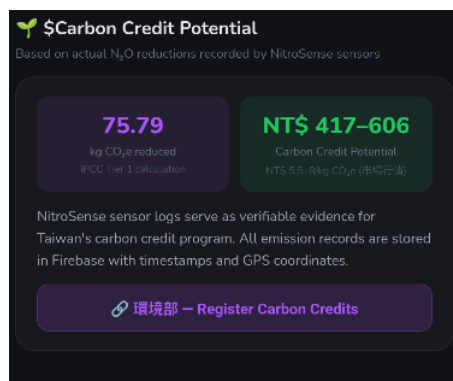 🌱 $Carbon Credit Potential
Based on actual N₂O reductions recorded by NitroSense sensors
75.79
kg CO₂e reduced
IPCC Tier 1 calculation
NT$ 417–606
Carbon Credit Potential
NT$ 5.5–8/kg CO₂e (市場行情)
NitroSense sensor logs serve as verifiable evidence for
Taiwan's carbon credit program. All emission records are stored
in Firebase with timestamps and GPS coordinates.
🔗 環境部 — Register Carbon Credits